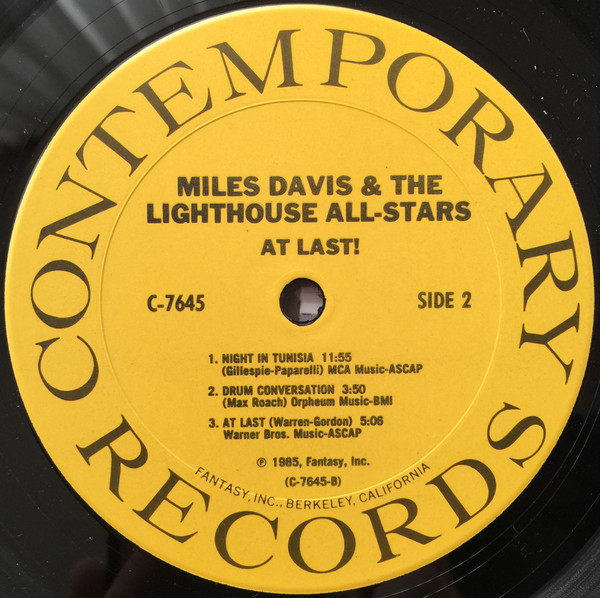 CONTEMPORARY RECORDS
MILES DAVIS & THE
LIGHTHOUSE ALL-STARS
AT LAST!
C-7645
SIDE 2
1. NIGHT IN TUNISIA 11:55
(Gillespie-Paparelli) MCA Music-ASCAP
2. DRUM CONVERSATION 3:50
(Max Roach) Orpheum Music-BMI
3. AT LAST (Warren-Gordon) 5:06
Warner Bros. Music-ASCAP
℗ 1985, Fantasy, Inc.
(C-7645-B)
FANTASY, INC., BERKELEY, CALIFORNIA